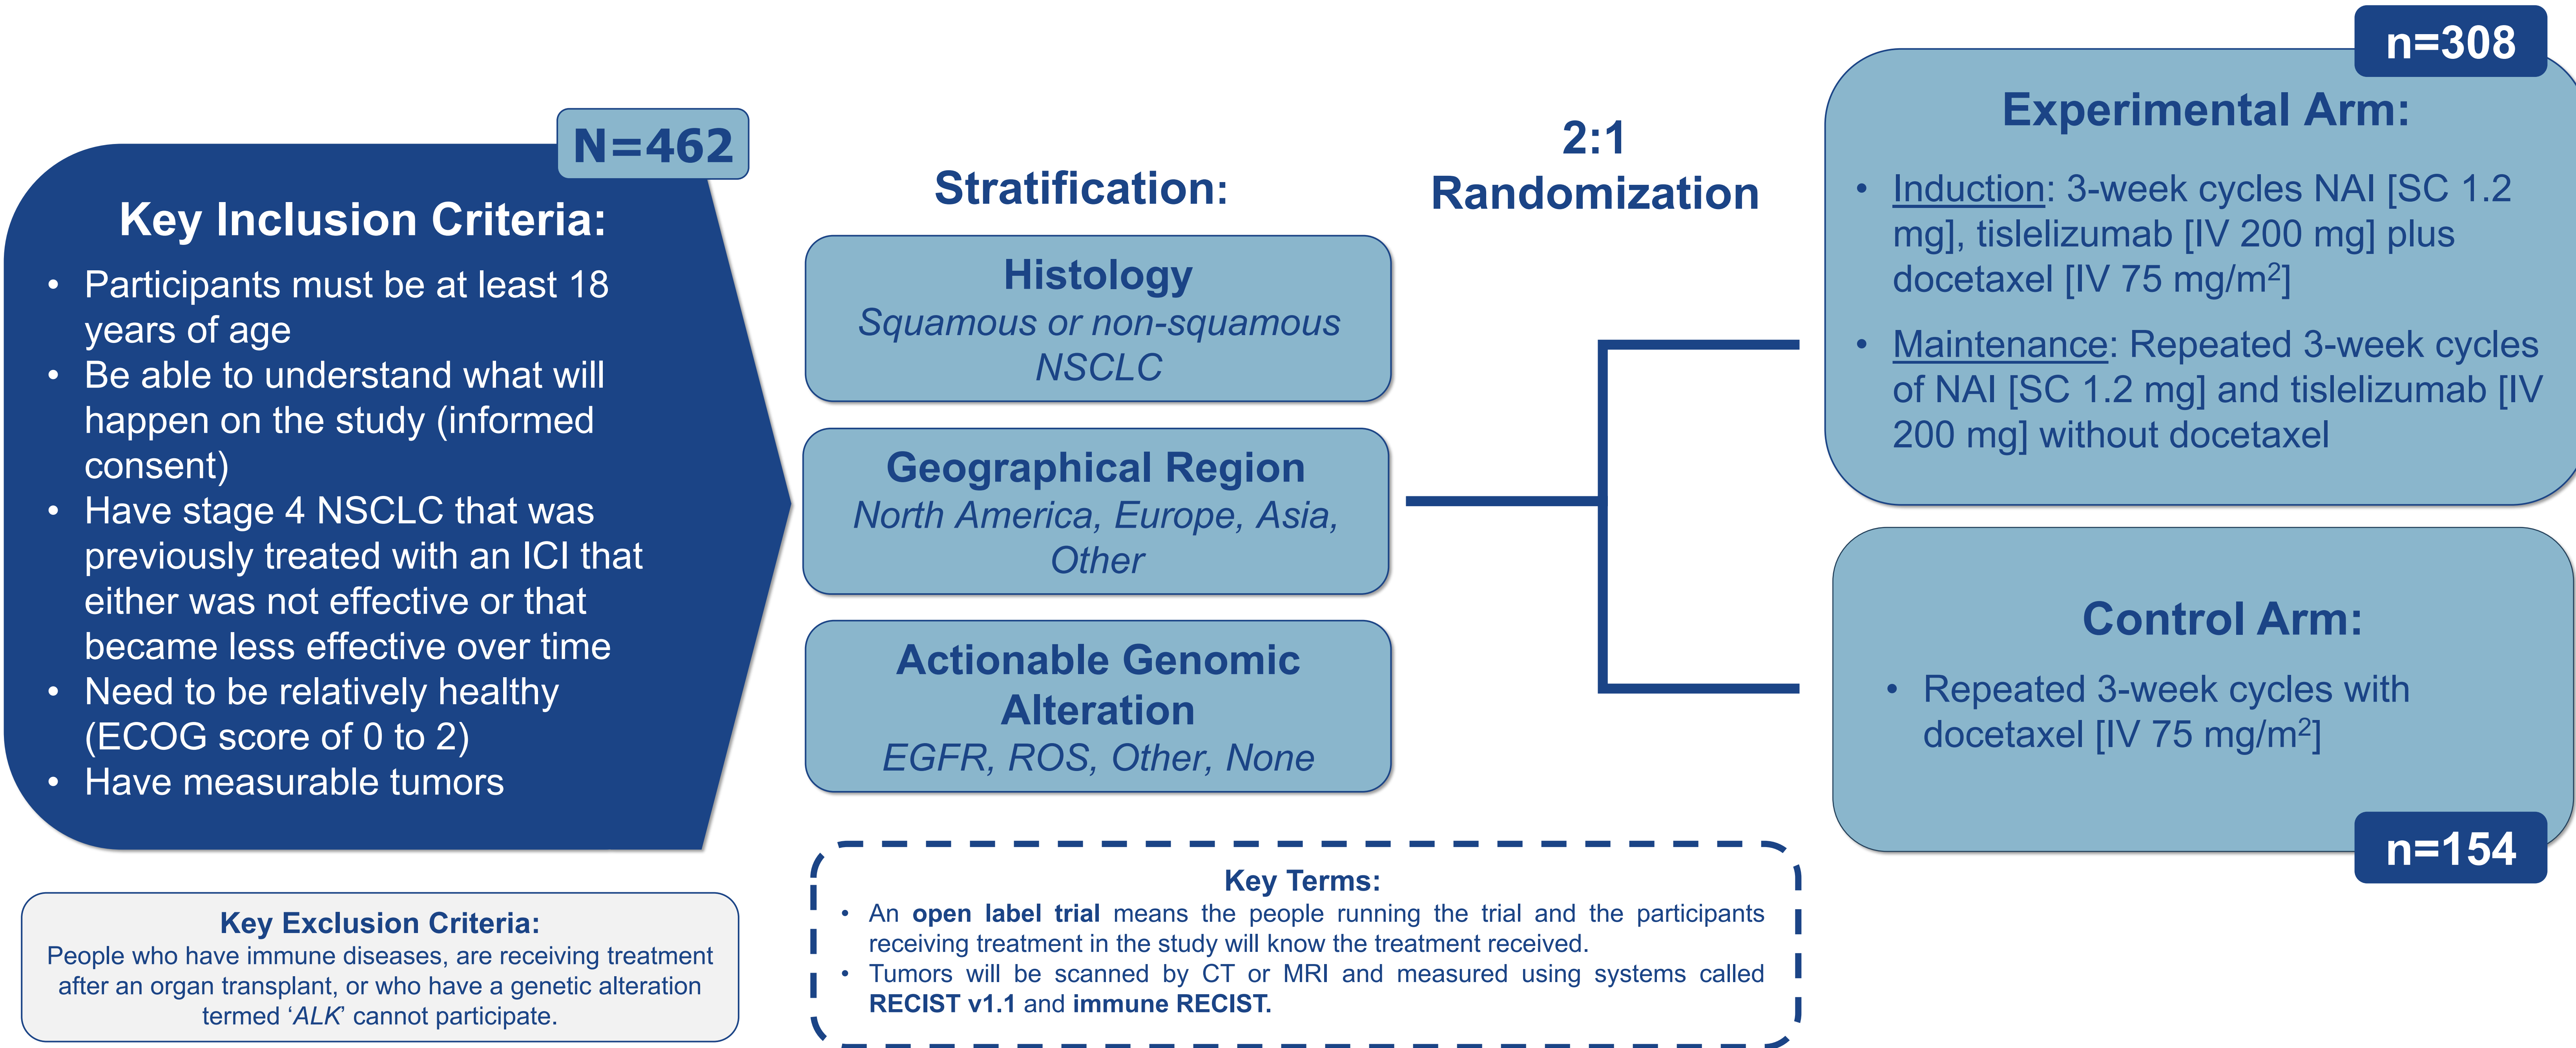 N=462
Key Inclusion Criteria:
• Participants must be at least 18
years of age
• Be able to understand what will
happen on the study (informed
consent)
• Have stage 4 NSCLC that was
previously treated with an ICI that
either was not effective or that
became less effective over time
• Need to be relatively healthy
(ECOG score of 0 to 2)
• Have measurable tumors
Key Exclusion Criteria:
People who have immune diseases, are receiving treatment
after an organ transplant, or who have a genetic alteration
termed ‘ALK’ cannot participate.
Stratification:
Histology
Squamous or non-squamous
NSCLC
Geographical Region
North America, Europe, Asia,
Other
Actionable Genomic
Alteration
EGFR, ROS, Other, None
Key Terms:
• An open label trial means the people running the trial and the participants
receiving treatment in the study will know the treatment received.
• Tumors will be scanned by CT or MRI and measured using systems called
RECIST v1.1 and immune RECIST.
2:1
Randomization
n=308
Experimental Arm:
• Induction: 3-week cycles NAI [SC 1.2
mg], tislelizumab [IV 200 mg] plus
docetaxel [IV 75 mg/m²]
• Maintenance: Repeated 3-week cycles
of NAI [SC 1.2 mg] and tislelizumab [IV
200 mg] without docetaxel
Control Arm:
• Repeated 3-week cycles with
docetaxel [IV 75 mg/m²]
n=154